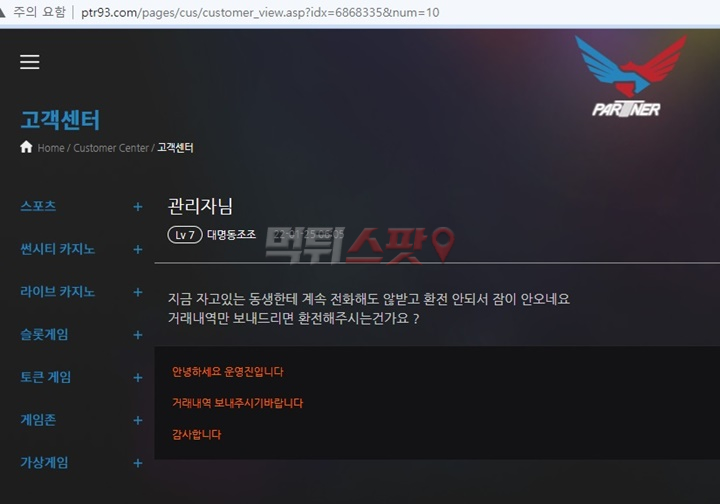 주의 요함
ptr93.com/pages/cus/customer_view.asp?idx=6868335&num=10
PARTNER
고객센터
Home / Customer Center / 고객센터
스포츠 +
썬시티 카지노 +
라이브 카지노 +
슬롯게임 +
토큰 게임 +
게임존 +
가상게임 +
관리자님
Lv 7 대명동조조 22-01-25 06:05
먹튀스팟
지금 자고있는 동생한테 계속 전화해도 않받고 환전 안되서 잠이 안오네요
거래내역만 보내드리면 환전해주시는건가요 ?
안녕하세요 운영진입니다
거래내역 보내주시기바랍니다
감사합니다